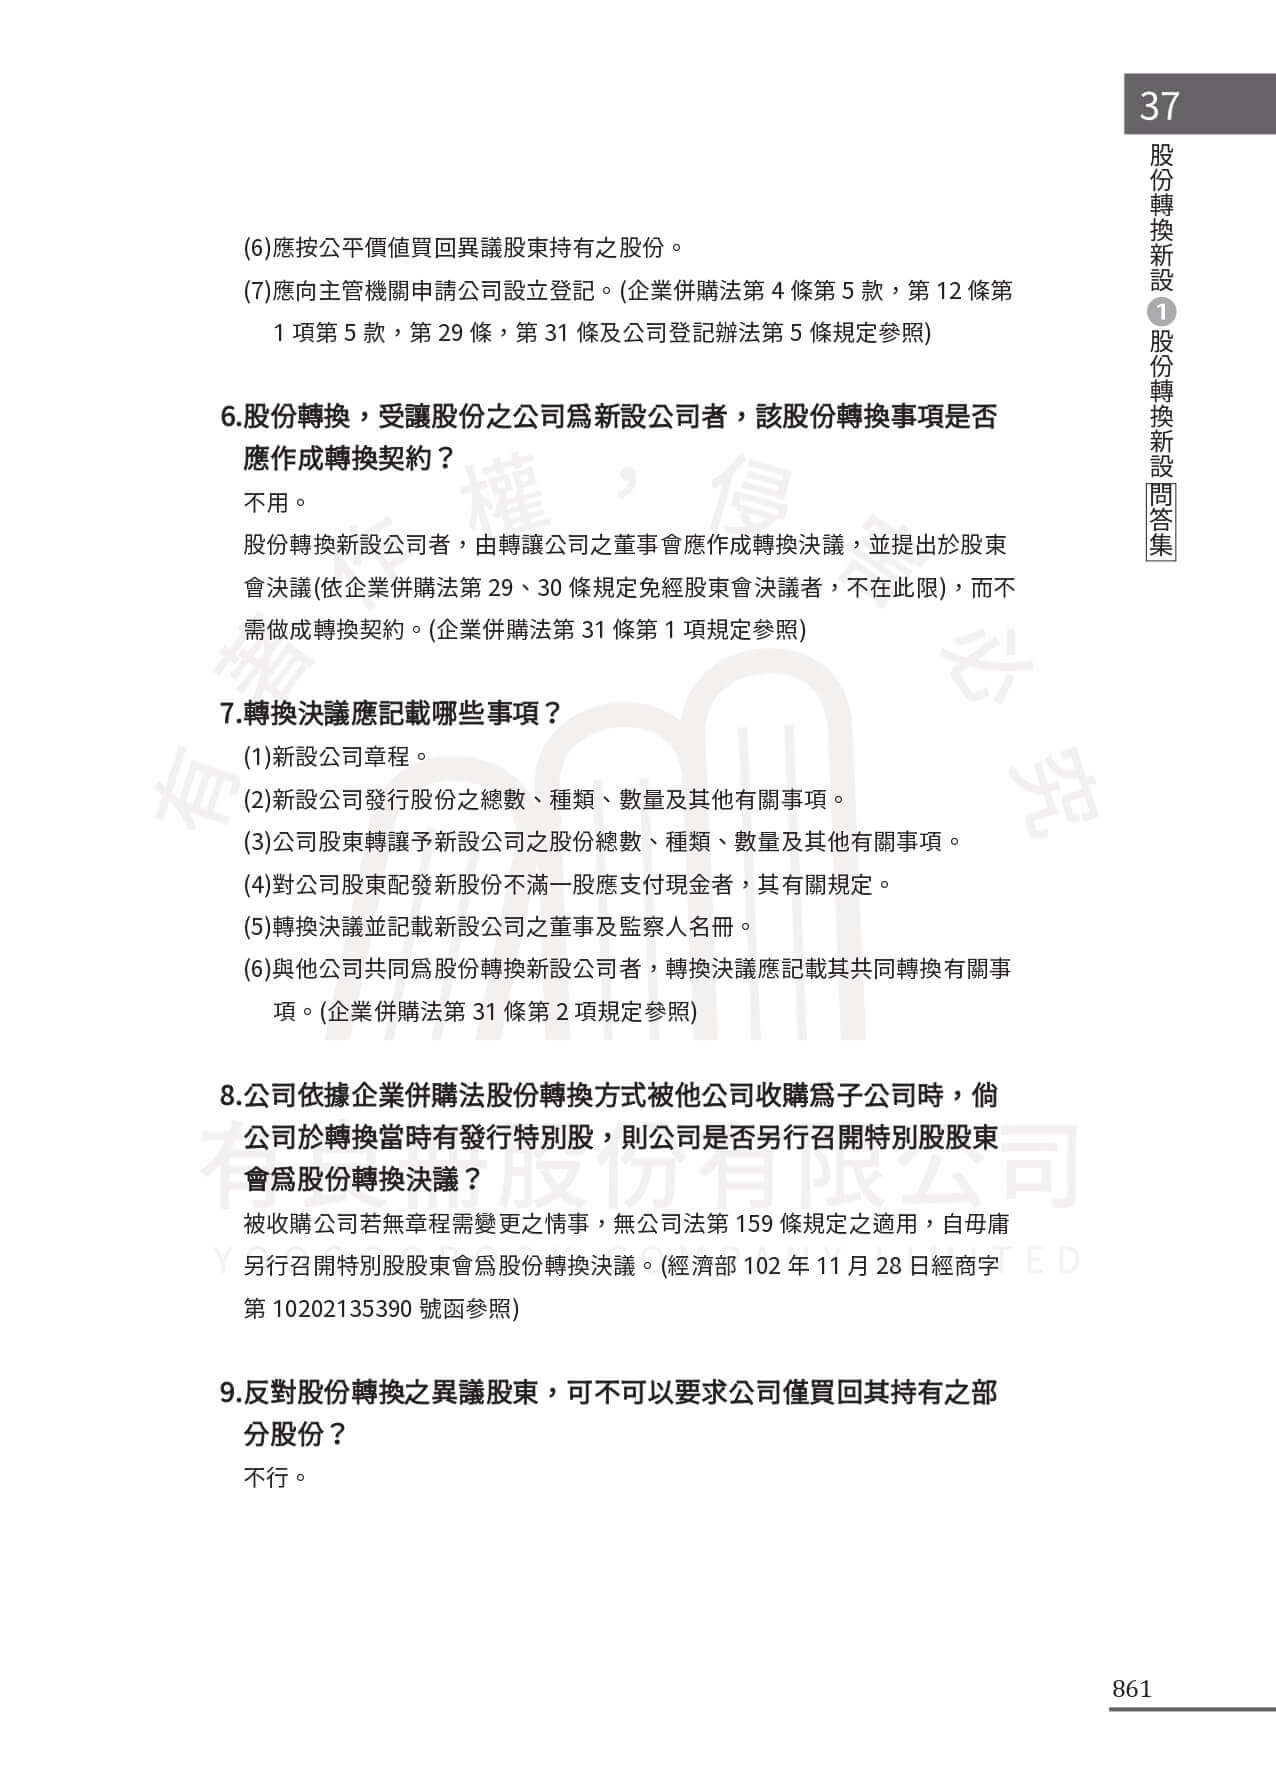 37
股份轉換新設 1 股份轉換新設 問答集
(6)應按公平價値買回異議股東持有之股份。
(7)應向主管機關申請公司設立登記。(企業併購法第 4 條第 5 款，第 12 條第
1 項第 5 款，第 29 條，第 31 條及公司登記辦法第 5 條規定參照)
6.股份轉換，受讓股份之公司爲新設公司者，該股份轉換事項是否
應作成轉換契約？
不用。
股份轉換新設公司者，由轉讓公司之董事會應作成轉換決議，並提出於股東
會決議(依企業併購法第 29、30 條規定免經股東會決議者，不在此限)，而不
需做成轉換契約。(企業併購法第 31 條第 1 項規定參照)
7.轉換決議應記載哪些事項？
(1)新設公司章程。
(2)新設公司發行股份之總數、種類、數量及其他有關事項。
(3)公司股東轉讓予新設公司之股份總數、種類、數量及其他有關事項。
(4)對公司股東配發新股份不滿一股應支付現金者，其有關規定。
(5)轉換決議並記載新設公司之董事及監察人名冊。
(6)與他公司共同爲股份轉換新設公司者，轉換決議應記載其共同轉換有關事
項。(企業併購法第 31 條第 2 項規定參照)
8.公司依據企業併購法股份轉換方式被他公司收購爲子公司時，倘
公司於轉換當時有發行特別股，則公司是否另行召開特別股股東
會爲股份轉換決議？
被收購公司若無章程需變更之情事，無公司法第 159 條規定之適用，自毋庸
另行召開特別股股東會爲股份轉換決議。(經濟部 102 年 11 月 28 日經商字
第 10202135390 號函參照)
9.反對股份轉換之異議股東，可不可以要求公司僅買回其持有之部
分股份？
不行。
861
有著作權，侵害必究
有良冊股份有限公司